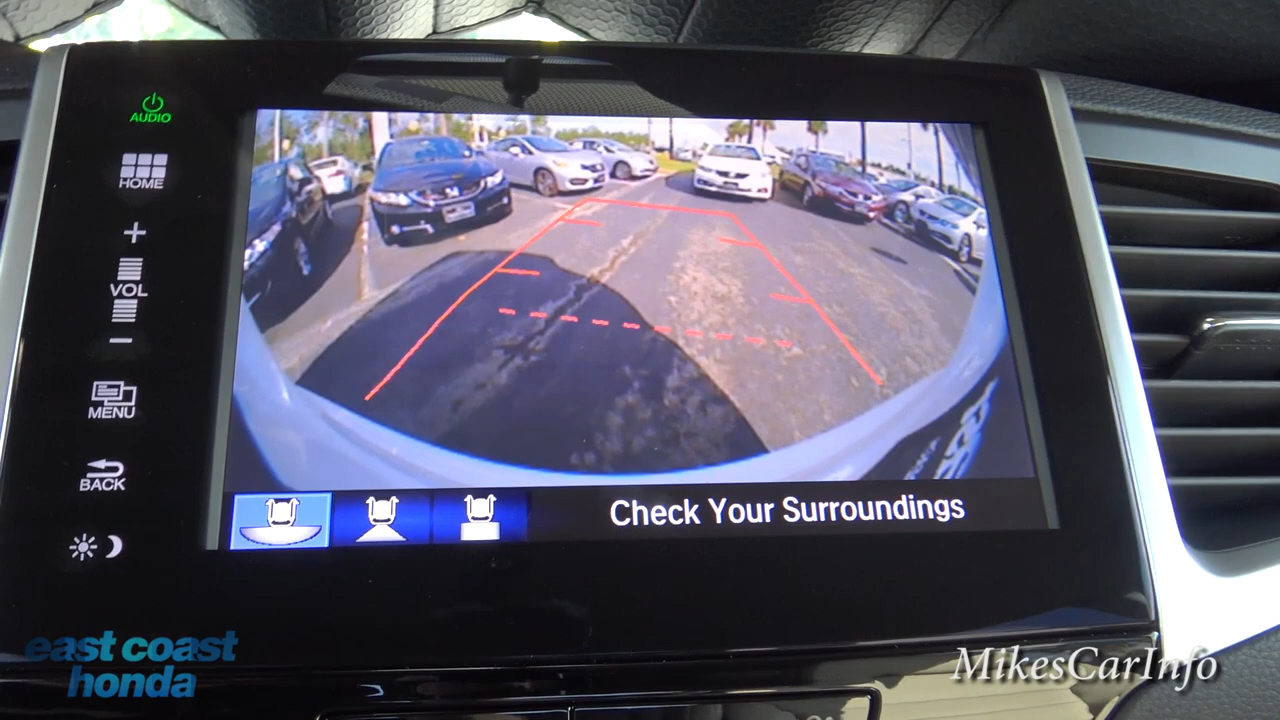 AUDIO
HOME
+
VOL
−
MENU
BACK
Check Your Surroundings
east coast
honda
MikesCarInfo